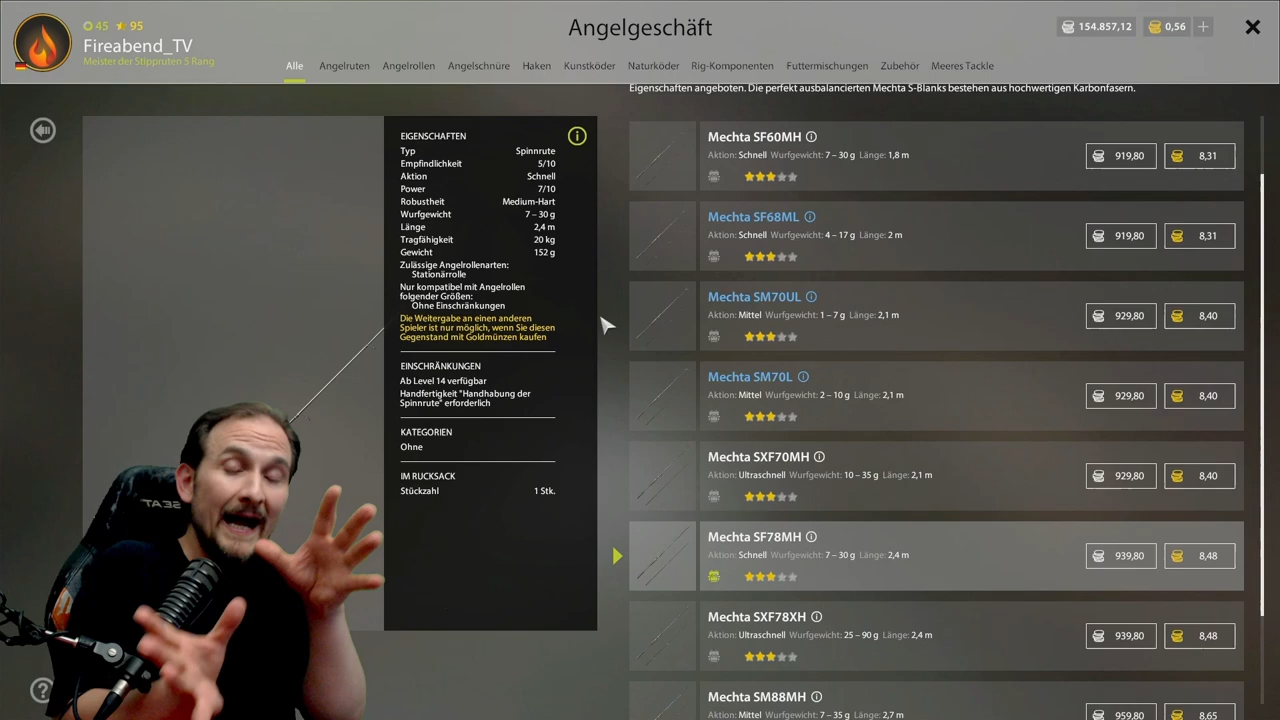 45 95
Fireabend_TV
Meister der Stippruten 5 Rang
Angelgeschäft
154.857,12 0,56
Alle Angelruten Angelrollen Angelschnüre Haken Kunstköder Naturköder Rig-Komponenten Futtermischungen Zubehör Meeres Tackle
Eigenschaften angeboten. Die perfekt ausbalancierten Mechta S-Blanks bestehen aus hochwertigen Karbonfasern.
EIGENSCHAFTEN
Typ Spinnrute
Empfindlichkeit 5/10
Aktion Schnell
Power 7/10
Robustheit Medium-Hart
Wurfgewicht 7 – 30 g
Länge 2,4 m
Tragfähigkeit 20 kg
Gewicht 152 g
Zulässige Angelrollenarten:
Stationärrolle
Nur kompatibel mit Angelrollen
folgender Größen:
Ohne Einschränkungen
Die Weitergabe an einen anderen
Spieler ist nur möglich, wenn Sie diesen
Gegenstand mit Goldmünzen kaufen
EINSCHRÄNKUNGEN
Ab Level 14 verfügbar
Handfertigkeit "Handhabung der
Spinnrute" erforderlich
KATEGORIEN
Ohne
IM RUCKSACK
Stückzahl 1 Stk.
SEAT
Mechta SF60MH
Aktion: Schnell Wurfgewicht: 7 – 30 g Länge: 1,8 m
919,80 8,31
Mechta SF68ML
Aktion: Schnell Wurfgewicht: 4 – 17 g Länge: 2 m
919,80 8,31
Mechta SM70UL
Aktion: Mittel Wurfgewicht: 1 – 7 g Länge: 2,1 m
929,80 8,40
Mechta SM70L
Aktion: Mittel Wurfgewicht: 2 – 10 g Länge: 2,1 m
929,80 8,40
Mechta SXF70MH
Aktion: Ultraschnell Wurfgewicht: 10 – 35 g Länge: 2,1 m
929,80 8,40
Mechta SF78MH
Aktion: Schnell Wurfgewicht: 7 – 30 g Länge: 2,4 m
939,80 8,48
Mechta SXF78XH
Aktion: Ultraschnell Wurfgewicht: 25 – 90 g Länge: 2,4 m
939,80 8,48
Mechta SM88MH
Aktion: Mittel Wurfgewicht: 7 – 35 g Länge: 2,7 m
959,80 8,65